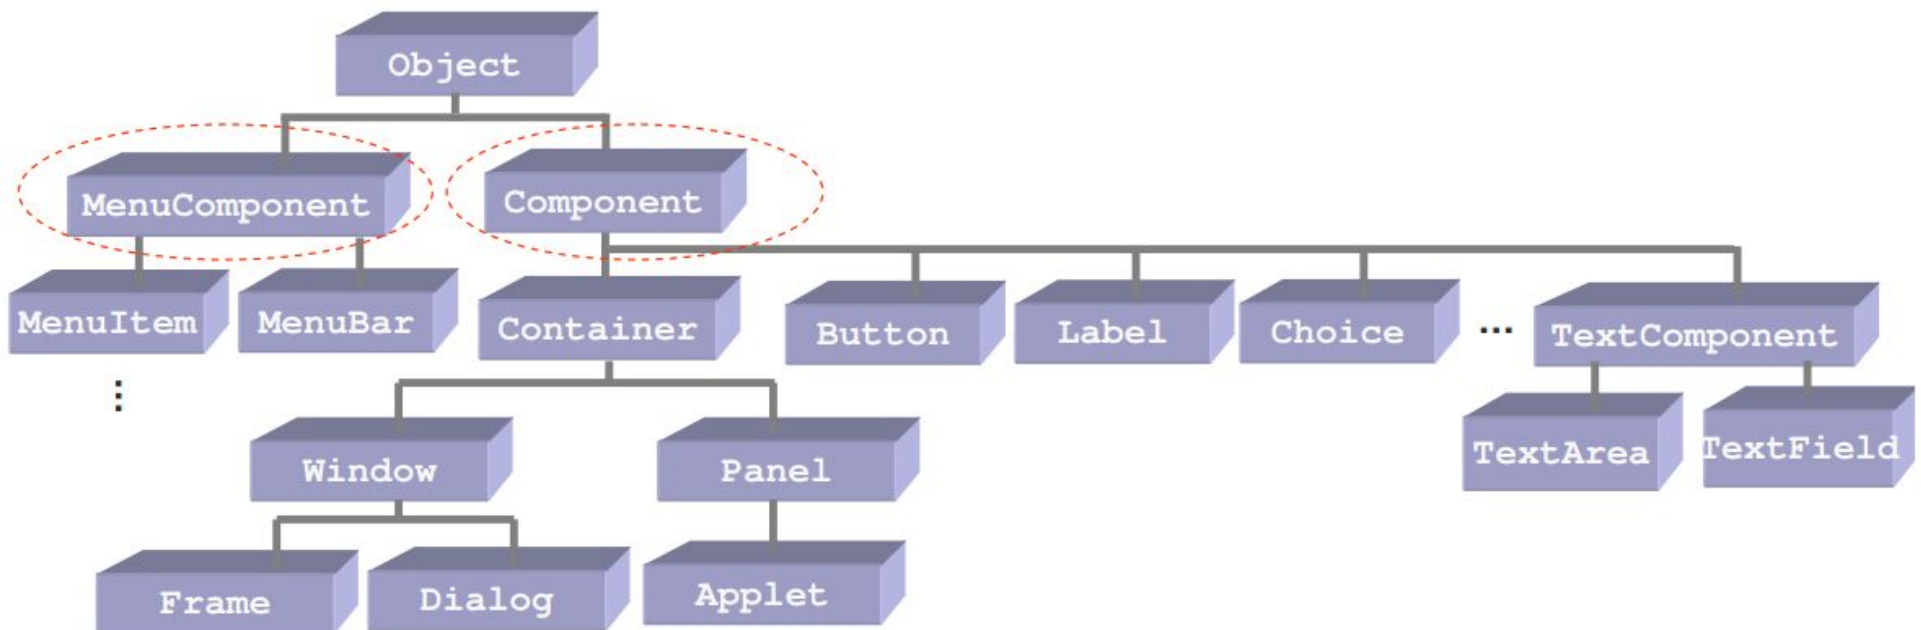 Object
MenuComponent
Component
MenuItem
MenuBar
Container
Button
Label
Choice
...
TextComponent
⋮
Window
Panel
TextArea
TextField
Frame
Dialog
Applet